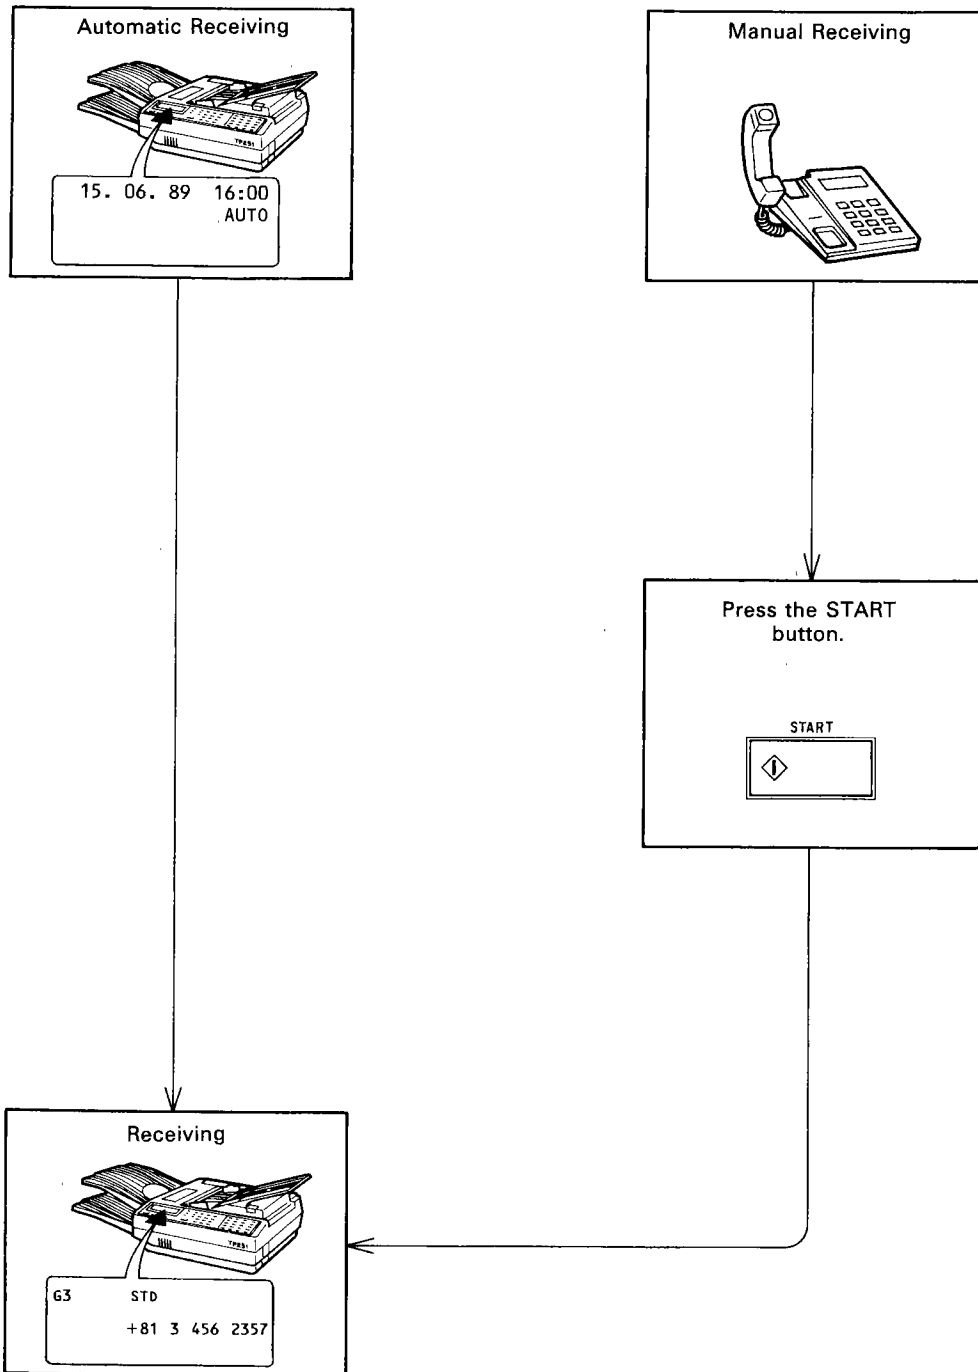 Automatic Receiving
15. 06. 89 16:00
AUTO
Manual Receiving
Press the START
button.
START
Receiving
G3 STD
+81 3 456 2357